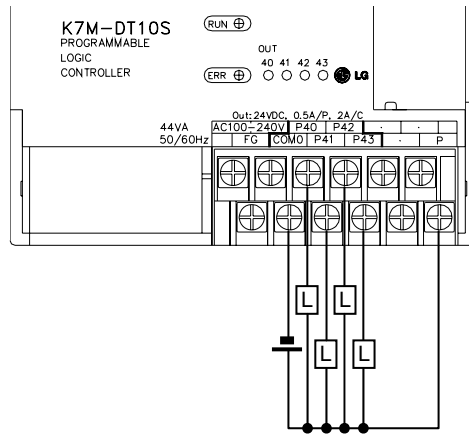 K7M-DT10S
PROGRAMMABLE
LOGIC
CONTROLLER
RUN
ERR
OUT
40 41 42 43
LG
Out:24VDC, 0.5A/P, 2A/C
44VA AC100-240V P40 P42 . . .
50/60Hz FG COM0 P41 P43 . P
L L
L L